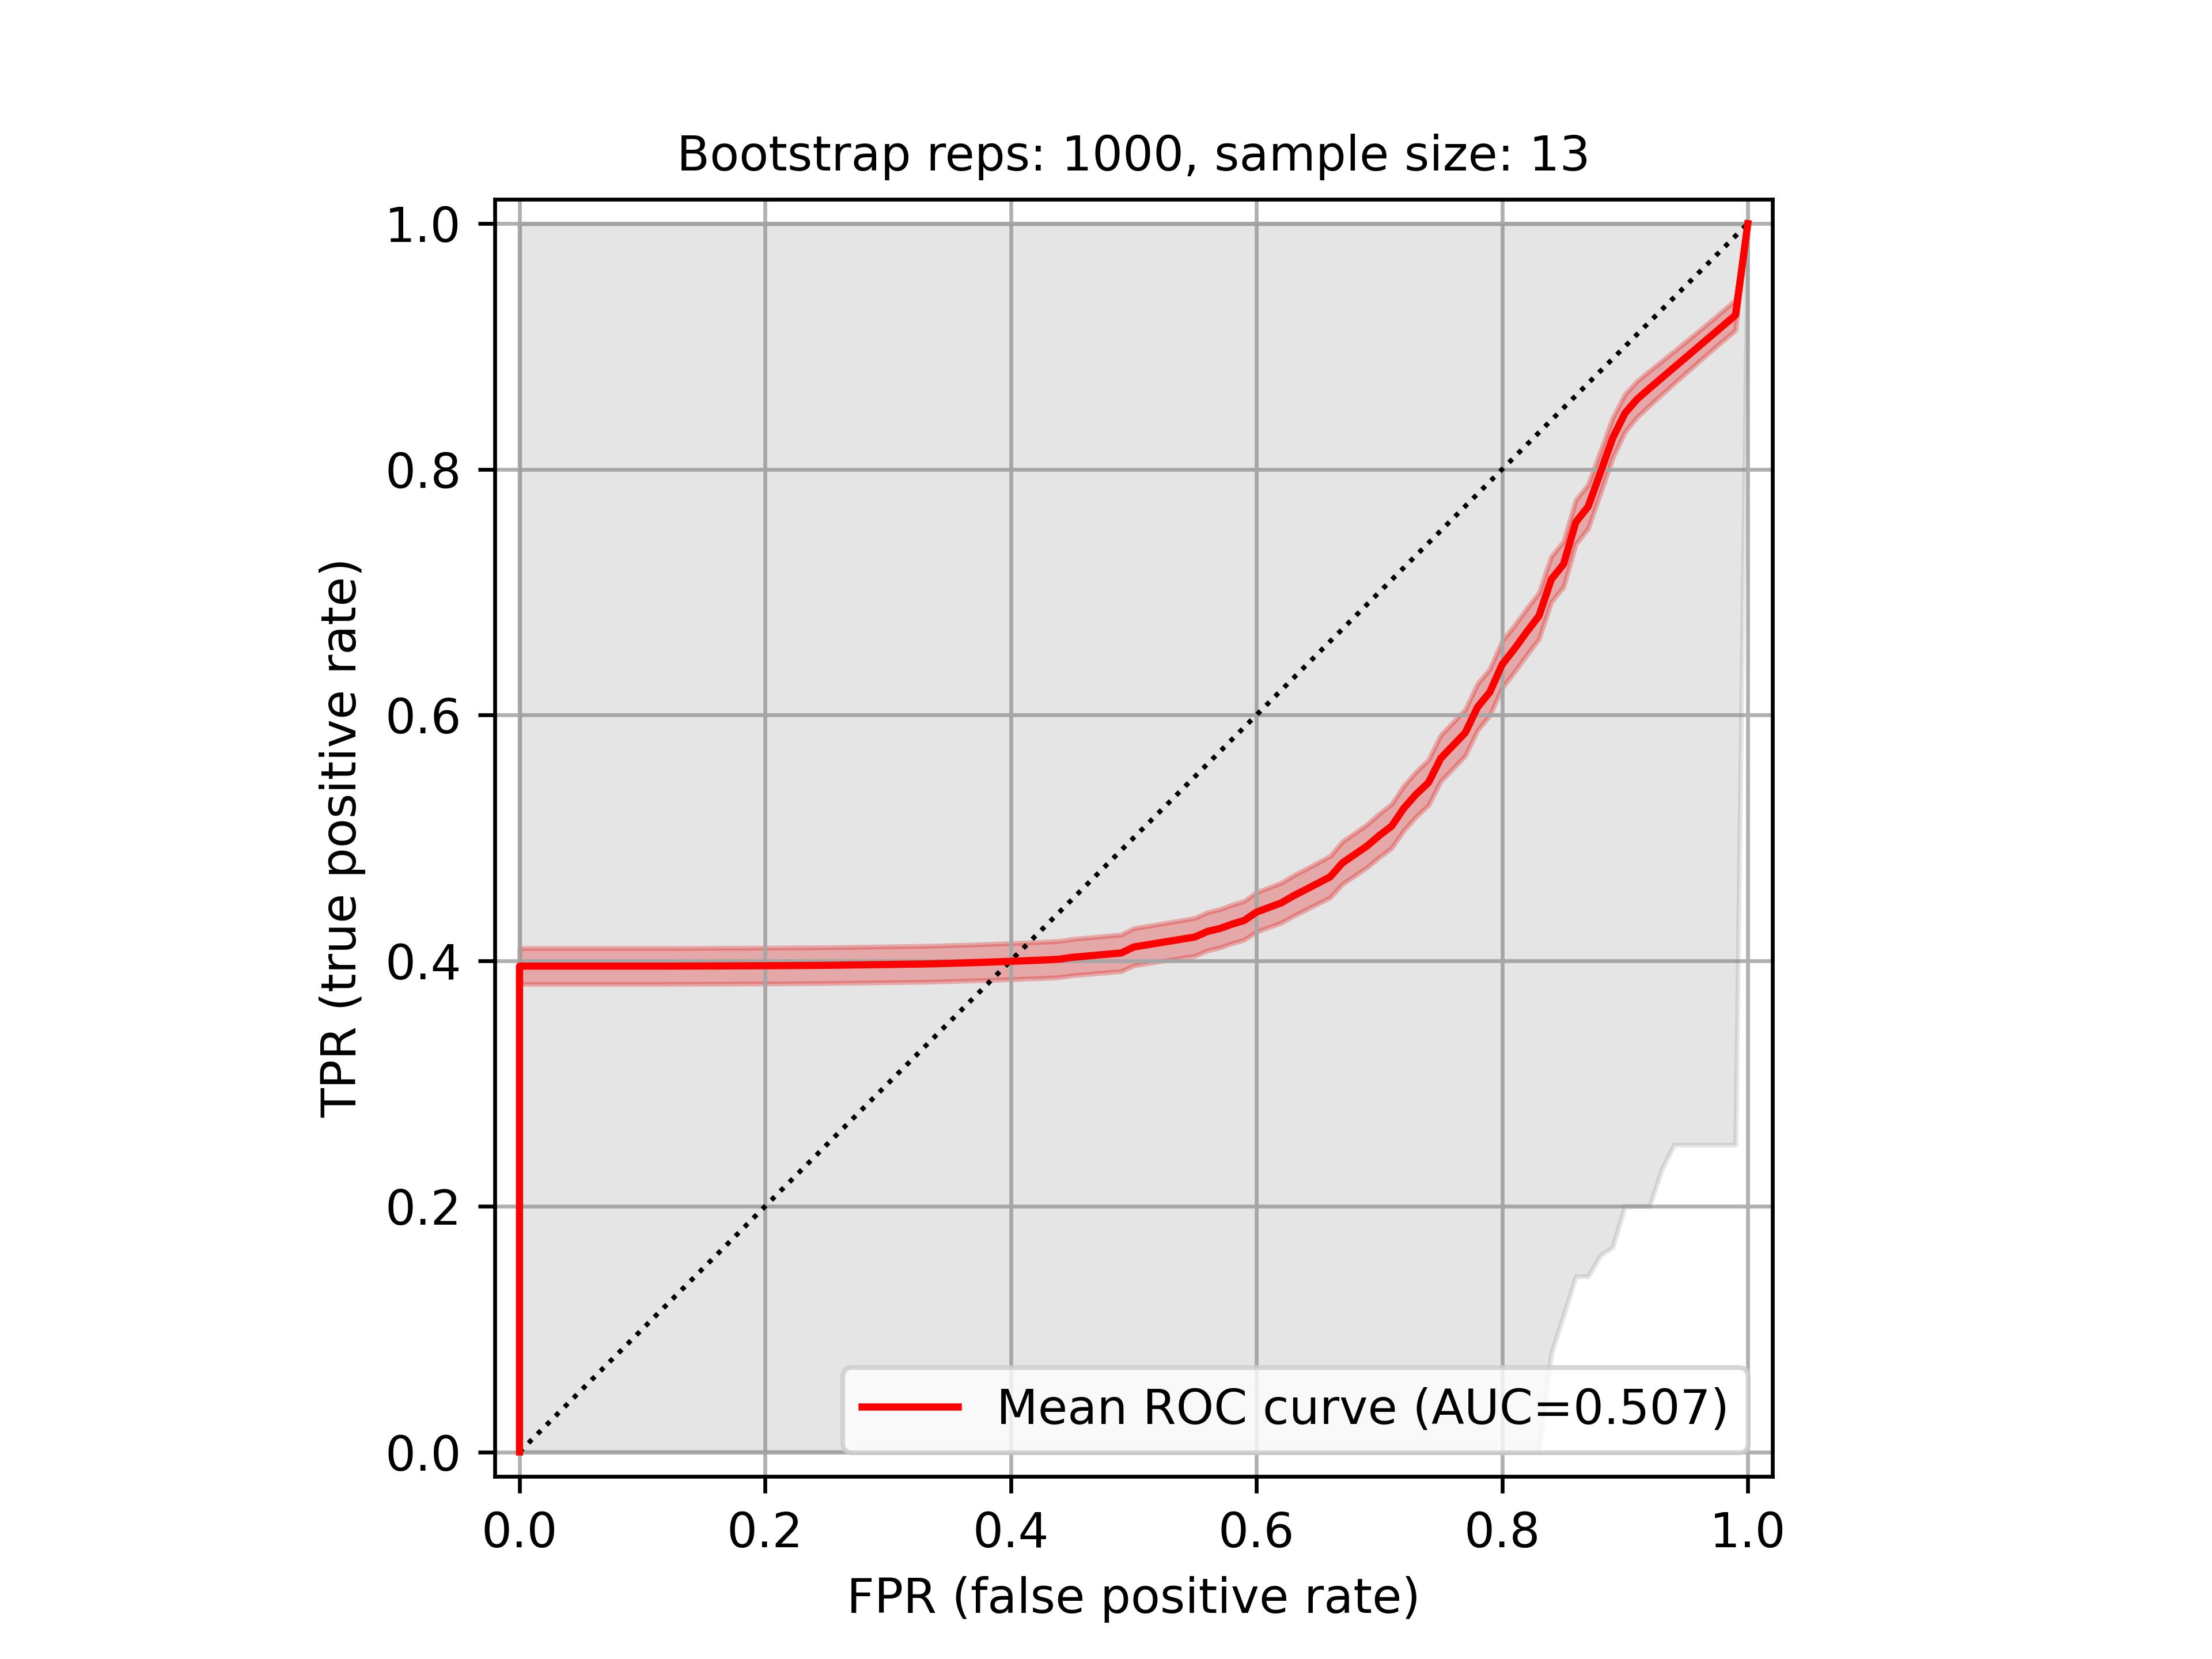 Bootstrap reps: 1000, sample size: 13
1.0
0.8
0.6
0.4
0.2
0.0
TPR (true positive rate)
Mean ROC curve (AUC=0.507)
0.0 0.2 0.4 0.6 0.8 1.0
FPR (false positive rate)